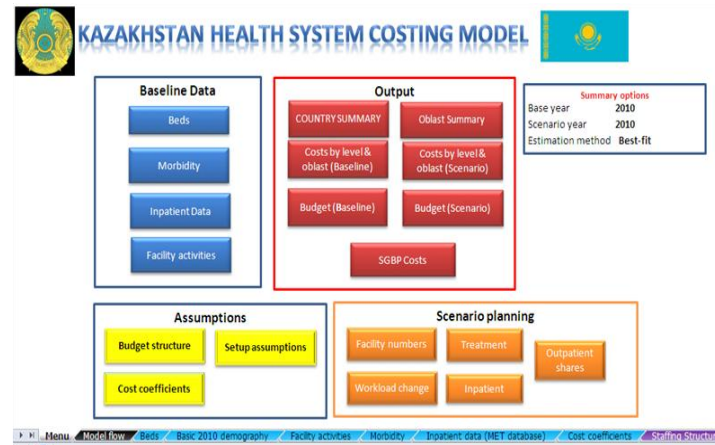 KAZAKHSTAN HEALTH SYSTEM COSTING MODEL
Baseline Data
Beds
Morbidity
Inpatient Data
Facility activities
Output
COUNTRY SUMMARY
Oblast Summary
Costs by level &
oblast (Baseline)
Costs by level &
oblast (Scenario)
Budget (Baseline)
Budget (Scenario)
SGBP Costs
Summary options
Base year 2010
Scenario year 2010
Estimation method Best-fit
Assumptions
Budget structure
Setup assumptions
Cost coefficients
Scenario planning
Facility numbers
Treatment
Outpatient
shares
Workload change
Inpatient
Menu Model flow Beds Basic 2010 demography Facility activities Morbidity Inpatient data (MET database) Cost coefficients Staffing Structu